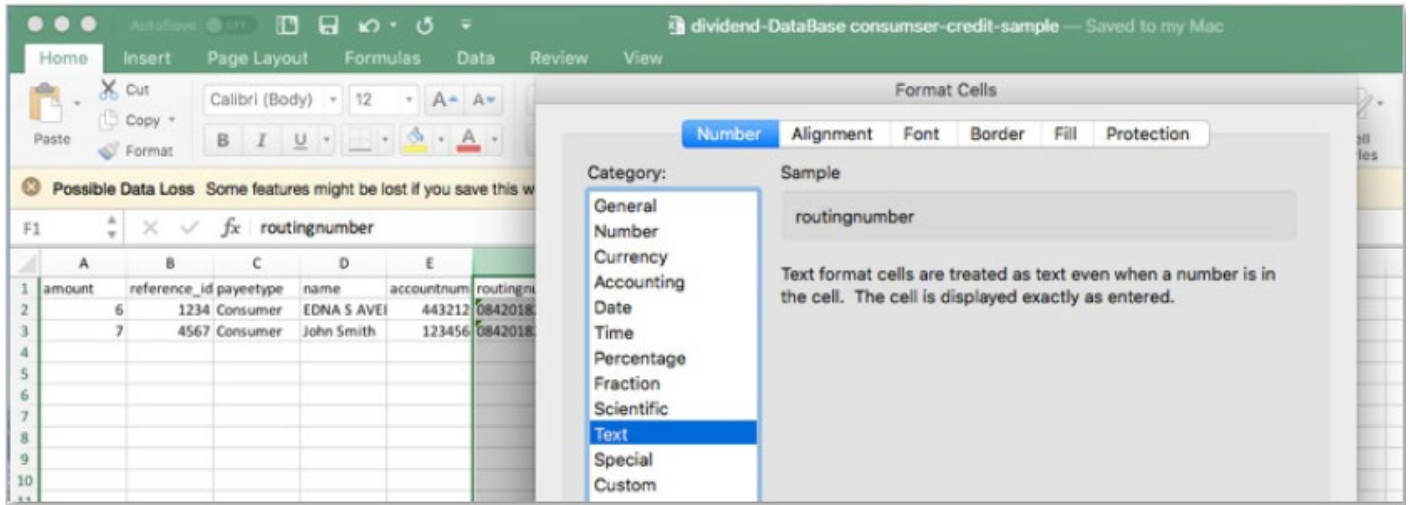 AutoSave OFF dividend-DataBase consumser-credit-sample — Saved to my Mac
Home Insert Page Layout Formulas Data Review View
Cut
Copy
Format
Paste
Calibri (Body) 12 A A
B I U A
Format Cells
Possible Data Loss Some features might be lost if you save this w
F1 fx routingnumber
A B C D E
1 amount reference_id payeetype name accountnum routingnu
2 6 1234 Consumer EDNA S AVE 443212 0842018
3 7 4567 Consumer John Smith 123456 0842018
4
5
6
7
8
9
10
Number Alignment Font Border Fill Protection
Category:
General
Number
Currency
Accounting
Date
Time
Percentage
Fraction
Scientific
Text
Special
Custom
Sample
routingnumber
Text format cells are treated as text even when a number is in
the cell. The cell is displayed exactly as entered.